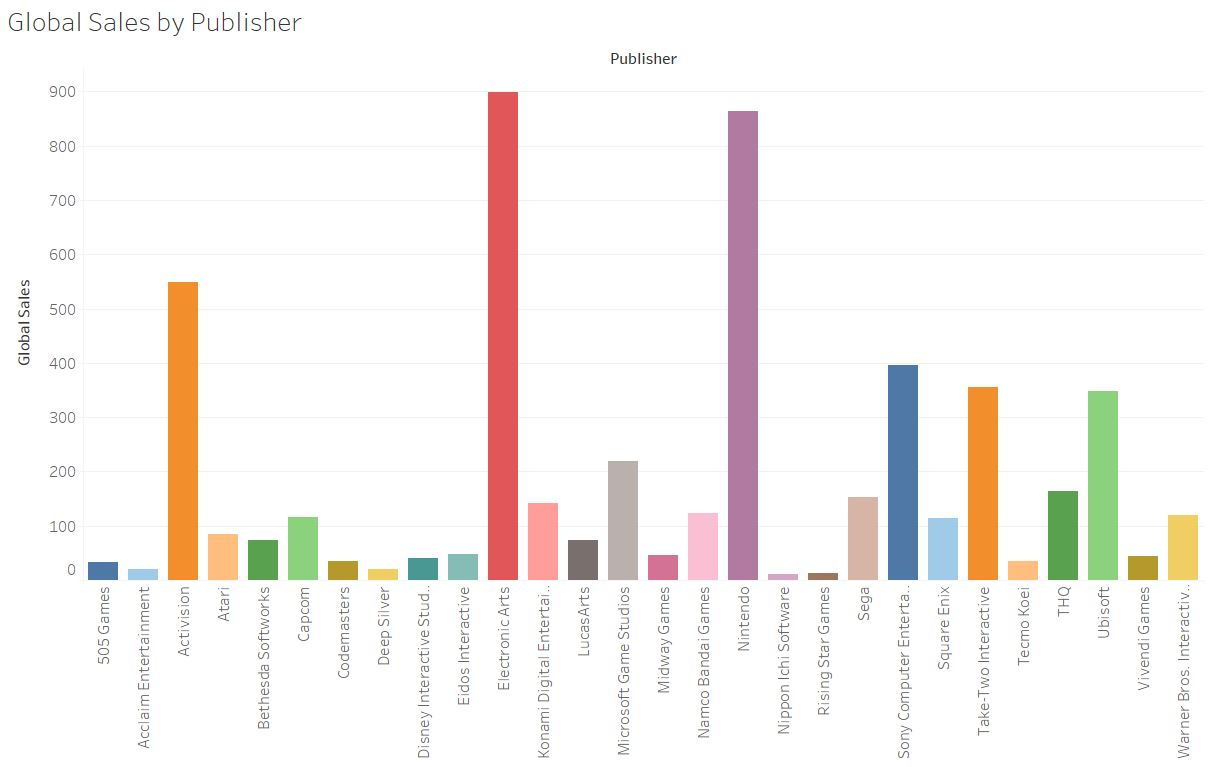 Global Sales by Publisher
Publisher
Global Sales
900
800
700
600
500
400
300
200
100
0
505 Games
Acclaim Entertainment
Activision
Atari
Bethesda Softworks
Capcom
Codemasters
Deep Silver
Disney Interactive Stud..
Eidos Interactive
Electronic Arts
Konami Digital Entertai..
LucasArts
Microsoft Game Studios
Midway Games
Namco Bandai Games
Nintendo
Nippon Ichi Software
Rising Star Games
Sega
Sony Computer Enterta..
Square Enix
Take-Two Interactive
Tecmo Koei
THQ
Ubisoft
Vivendi Games
Warner Bros. Interactiv..